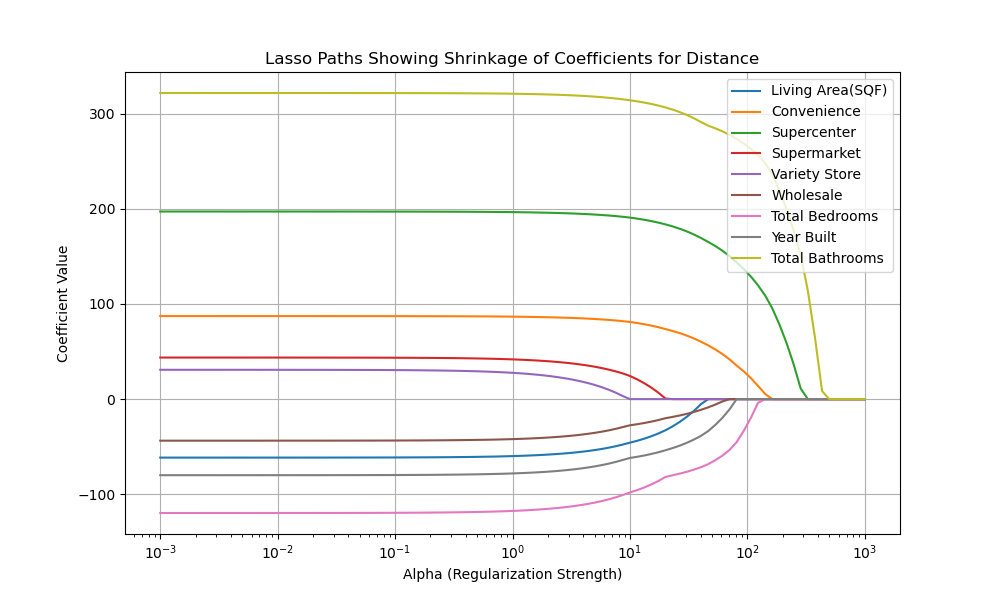 Lasso Paths Showing Shrinkage of Coefficients for Distance
Coefficient Value
300
200
100
0
−100
Living Area(SQF)
Convenience
Supercenter
Supermarket
Variety Store
Wholesale
Total Bedrooms
Year Built
Total Bathrooms
10⁻³ 10⁻² 10⁻¹ 10⁰ 10¹ 10² 10³
Alpha (Regularization Strength)